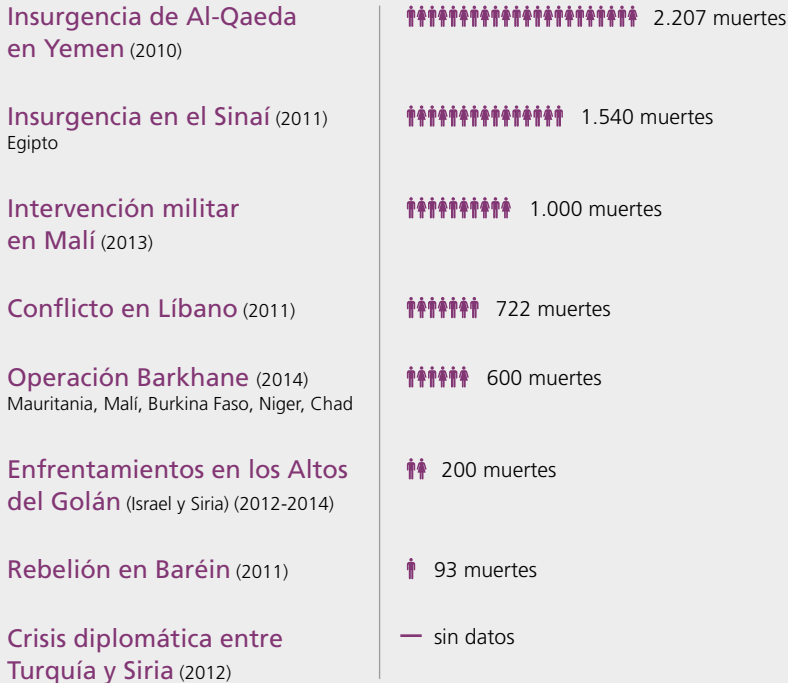 Insurgencia de Al-Qaeda
en Yemen (2010)
2.207 muertes
Insurgencia en el Sinaí (2011)
Egipto
1.540 muertes
Intervención militar
en Malí (2013)
1.000 muertes
Conflicto en Líbano (2011)
722 muertes
Operación Barkhane (2014)
Mauritania, Malí, Burkina Faso, Niger, Chad
600 muertes
Enfrentamientos en los Altos
del Golán (Israel y Siria) (2012-2014)
200 muertes
Rebelión en Baréin (2011)
93 muertes
Crisis diplomática entre
Turquía y Siria (2012)
— sin datos